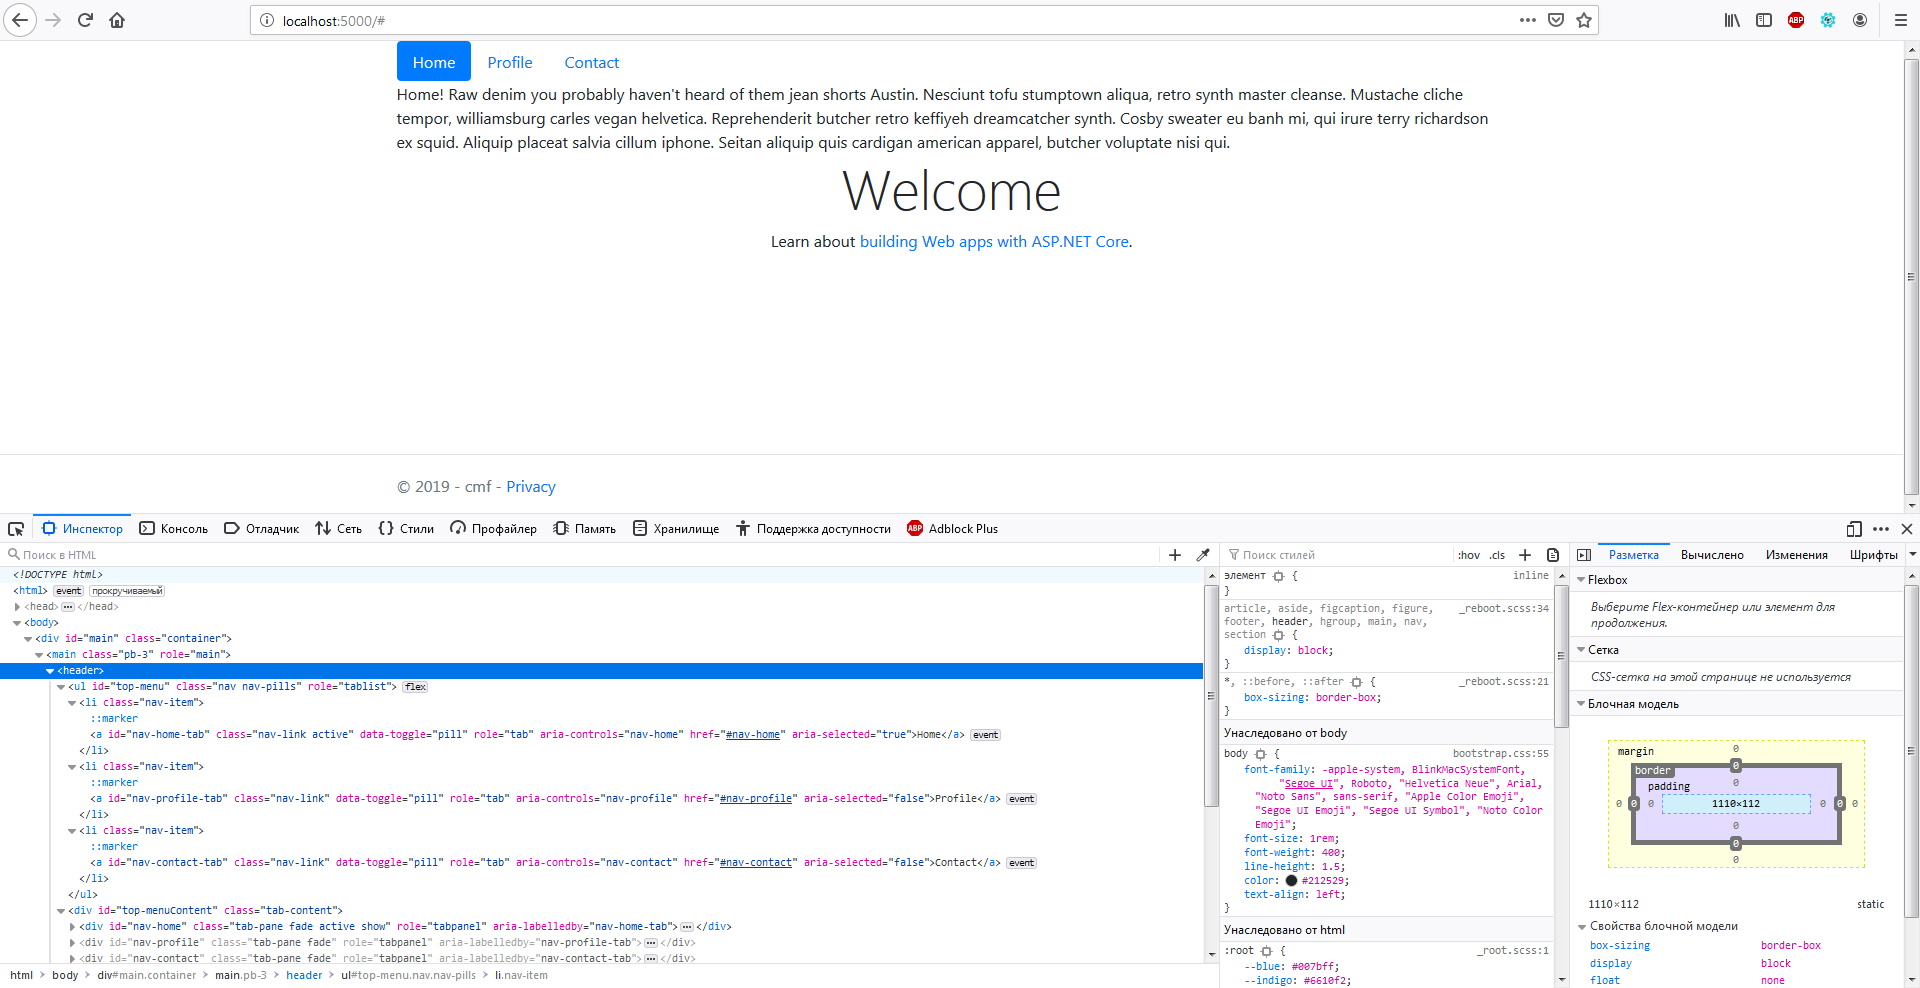 localhost:5000/#
ABP
Home Profile Contact
Home! Raw denim you probably haven't heard of them jean shorts Austin. Nesciunt tofu stumptown aliqua, retro synth master cleanse. Mustache cliche
tempor, williamsburg carles vegan helvetica. Reprehenderit butcher retro keffiyeh dreamcatcher synth. Cosby sweater eu banh mi, qui irure terry richardson
ex squid. Aliquip placeat salvia cillum iphone. Seitan aliquip quis cardigan american apparel, butcher voluptate nisi qui.
Welcome
Learn about building Web apps with ASP.NET Core.
© 2019 - cmf - Privacy
Инспектор Консоль Отладчик Сеть Стили Профайлер Память Хранилище Поддержка доступности ABP Adblock Plus
Поиск в HTML
<!DOCTYPE html>
<html> event прокручиваемый
<head> ••• </head>
<body>
<div id="main" class="container">
<main class="pb-3" role="main">
<header>
<ul id="top-menu" class="nav nav-pills" role="tablist"> flex
<li class="nav-item">
::marker
<a id="nav-home-tab" class="nav-link active" data-toggle="pill" role="tab" aria-controls="nav-home" href="#nav-home" aria-selected="true">Home</a> event
</li>
<li class="nav-item">
::marker
<a id="nav-profile-tab" class="nav-link" data-toggle="pill" role="tab" aria-controls="nav-profile" href="#nav-profile" aria-selected="false">Profile</a> event
</li>
<li class="nav-item">
::marker
<a id="nav-contact-tab" class="nav-link" data-toggle="pill" role="tab" aria-controls="nav-contact" href="#nav-contact" aria-selected="false">Contact</a> event
</li>
</ul>
<div id="top-menuContent" class="tab-content">
<div id="nav-home" class="tab-pane fade active show" role="tabpanel" aria-labelledby="nav-home-tab"> ••• </div>
<div id="nav-profile" class="tab-pane fade" role="tabpanel" aria-labelledby="nav-profile-tab"> ••• </div>
<div id="nav-contact" class="tab-pane fade" role="tabpanel" aria-labelledby="nav-contact-tab"> ••• </div>
html > body > div#main.container > main.pb-3 > header > ul#top-menu.nav.nav-pills > li.nav-item
Поиск стилей :hov .cls
элемент { inline
}
article, aside, figcaption, figure, _reboot.scss:34
footer, header, hgroup, main, nav,
section {
display: block;
}
*, ::before, ::after { _reboot.scss:21
box-sizing: border-box;
}
Унаследовано от body
body { bootstrap.css:55
font-family: -apple-system, BlinkMacSystemFont,
"Segoe UI", Roboto, "Helvetica Neue", Arial,
"Noto Sans", sans-serif, "Apple Color Emoji",
"Segoe UI Emoji", "Segoe UI Symbol", "Noto Color
Emoji";
font-size: 1rem;
font-weight: 400;
line-height: 1.5;
color: #212529;
text-align: left;
}
Унаследовано от html
:root { _root.scss:1
--blue: #007bff;
--indigo: #6610f2;
Разметка Вычислено Изменения Шрифты
Flexbox
Выберите Flex-контейнер или элемент для
продолжения.
Сетка
CSS-сетка на этой странице не используется
Блочная модель
margin 0
border 0
padding 0
0 0 0 1110×112 0 0 0
0
0
0
1110×112 static
Свойства блочной модели
box-sizing border-box
display block
float none